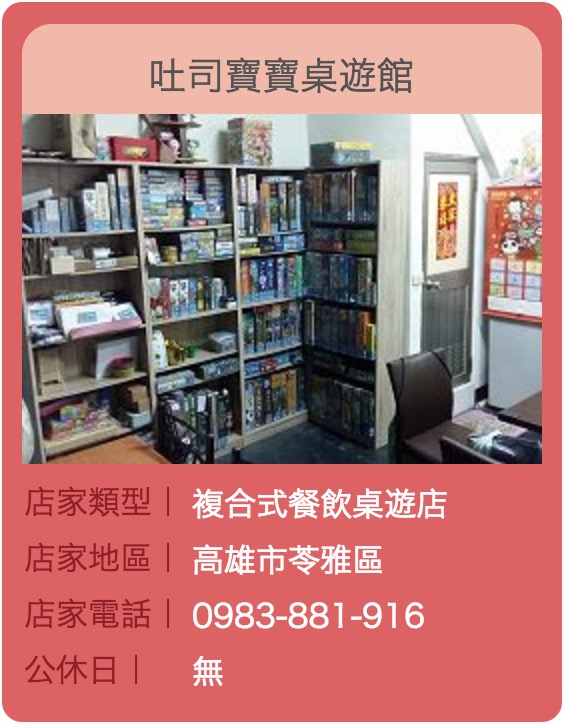 吐司寶寶桌遊館
店家類型｜ 複合式餐飲桌遊店
店家地區｜ 高雄市苓雅區
店家電話｜ 0983-881-916
公休日｜ 無